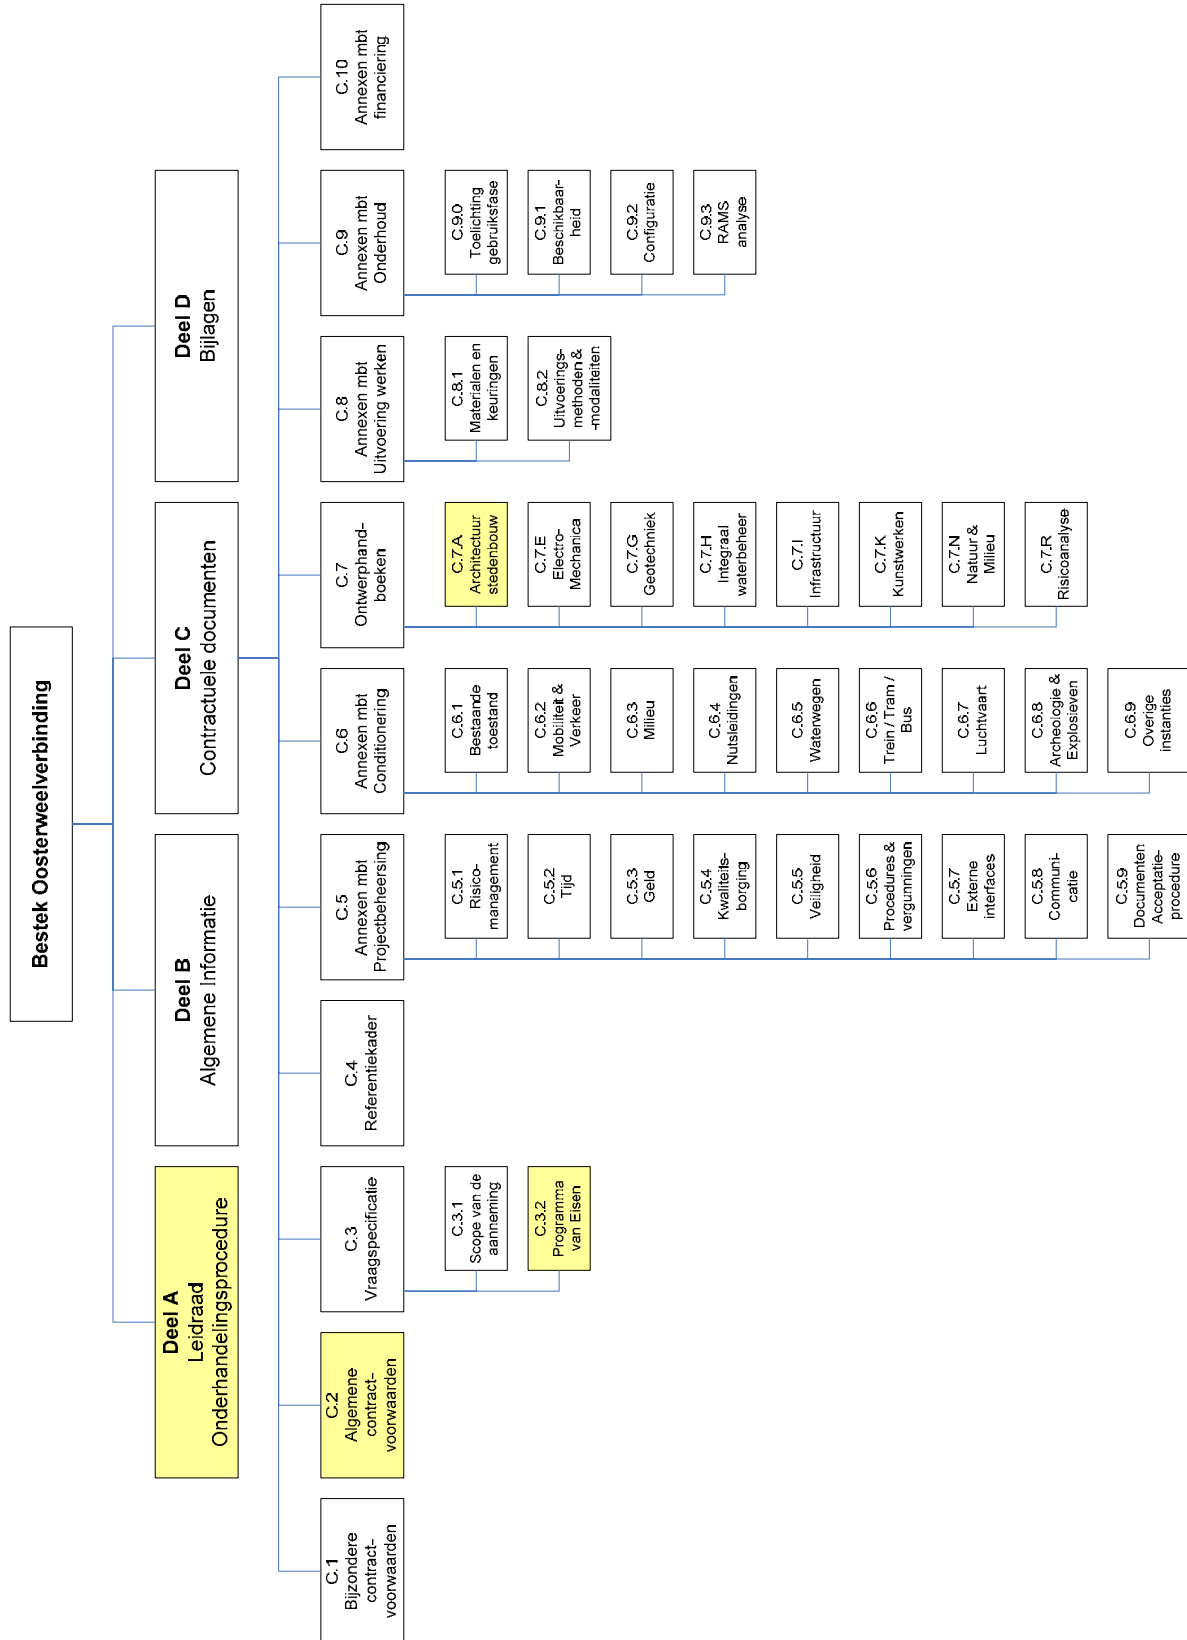 Bestek Oosterweelverbinding
Deel A
Leidraad
Onderhandelingsprocedure
Deel B
Algemene Informatie
Deel C
Contractuele documenten
Deel D
Bijlagen
C.1
Bijzondere
contract-
voorwaarden
C.2
Algemene
contract-
voorwaarden
C.3
Vraagspecificatie
C.3.1
Scope van de
aanneming
C.3.2
Programma
van Eisen
C.4
Referentiekader
C.5
Annexen mbt
Projectbeheersing
C.5.1
Risico-
management
C.5.2
Tijd
C.5.3
Geld
C.5.4
Kwaliteits-
borging
C.5.5
Veiligheid
C.5.6
Procedures &
vergunningen
C.5.7
Externe
interfaces
C.5.8
Communi-
catie
C.5.9
Documenten
Acceptatie-
procedure
C.6
Annexen mbt
Conditionering
C.6.1
Bestaande
toestand
C.6.2
Mobiliteit &
Verkeer
C.6.3
Milieu
C.6.4
Nutsleidingen
C.6.5
Waterwegen
C.6.6
Trein / Tram /
Bus
C.6.7
Luchtvaart
C.6.8
Archeologie &
Explosieven
C.6.9
Overige
instanties
C.7
Ontwerphand-
boeken
C.7.A
Architectuur
stedenbouw
C.7.E
Electro-
Mechanica
C.7.G
Geotechniek
C.7.H
Integraal
waterbeheer
C.7.I
Infrastructuur
C.7.K
Kunstwerken
C.7.N
Natuur &
Milieu
C.7.R
Risicoanalyse
C.8
Annexen mbt
Uitvoering werken
C.8.1
Materialen en
keuringen
C.8.2
Uitvoerings-
methoden &
-modaliteiten
C.9
Annexen mbt
Onderhoud
C.9.0
Toelichting
gebruiksfase
C.9.1
Beschikbaar-
heid
C.9.2
Configuratie
C.9.3
RAMS
analyse
C.10
Annexen mbt
financiering